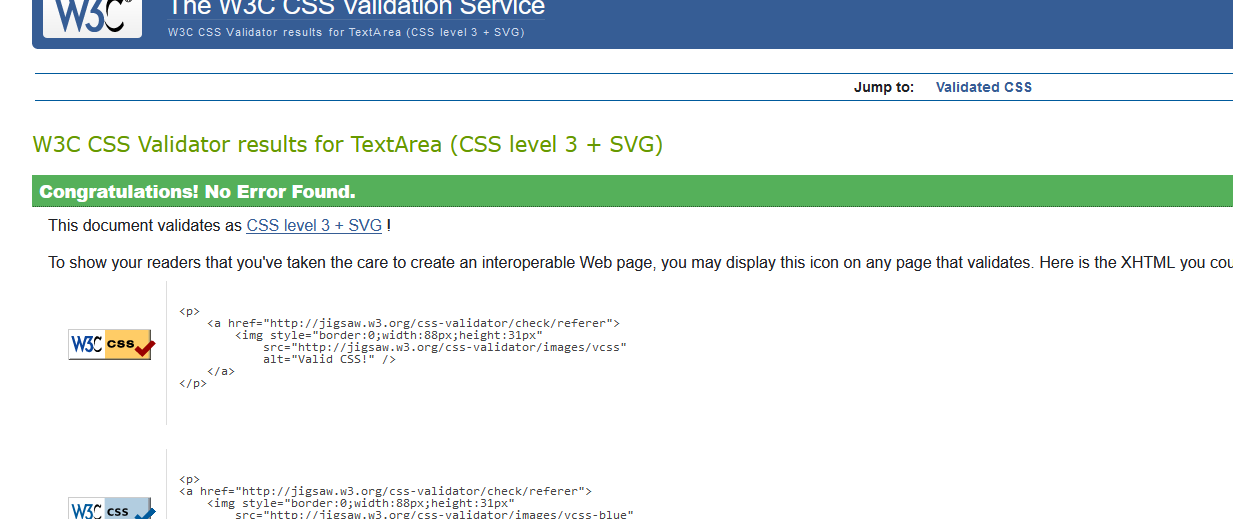 W3C®
The W3C CSS Validation Service
W3C CSS Validator results for TextArea (CSS level 3 + SVG)
Jump to: Validated CSS
W3C CSS Validator results for TextArea (CSS level 3 + SVG)
Congratulations! No Error Found.
This document validates as CSS level 3 + SVG !
To show your readers that you've taken the care to create an interoperable Web page, you may display this icon on any page that validates. Here is the XHTML you cou
W3C css
<p>
<a href="http://jigsaw.w3.org/css-validator/check/referer">
<img style="border:0;width:88px;height:31px"
src="http://jigsaw.w3.org/css-validator/images/vcss"
alt="Valid CSS!" />
</a>
</p>
W3C css
<p>
<a href="http://jigsaw.w3.org/css-validator/check/referer">
<img style="border:0;width:88px;height:31px"
src="http://jigsaw.w3.org/css-validator/images/vcss-blue"